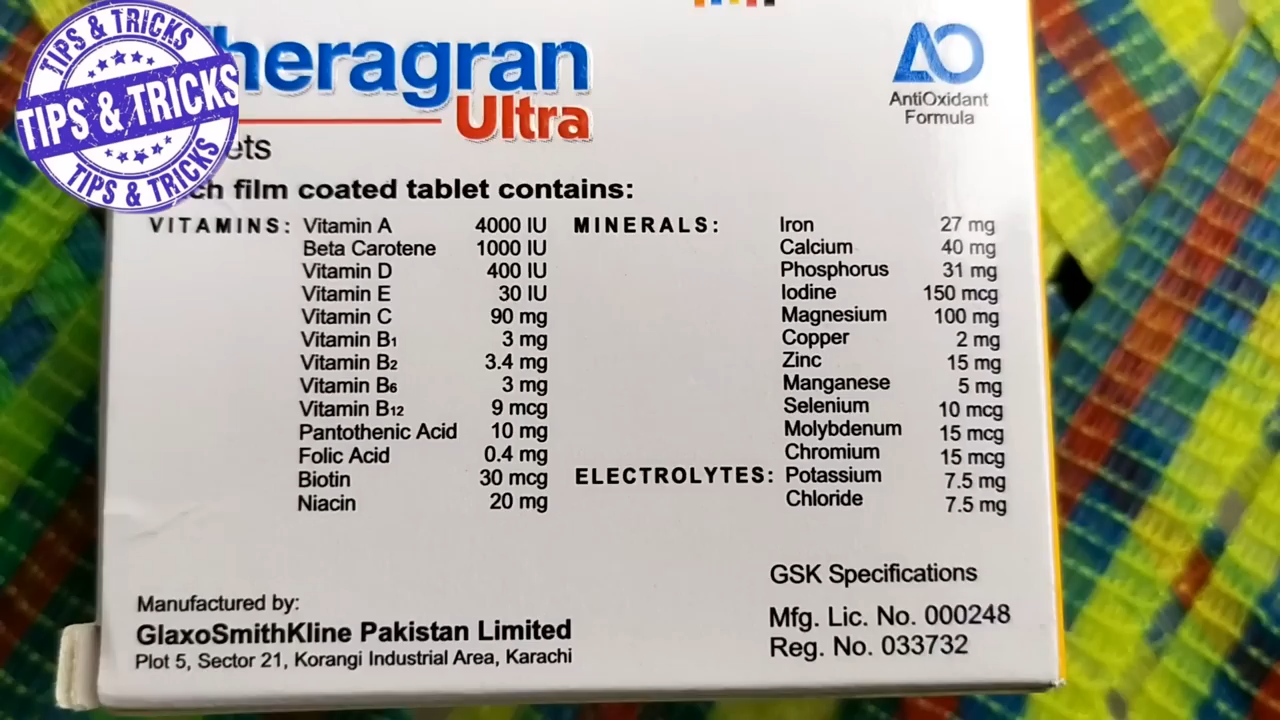 TIPS & TRICKS
TIPS & TRICKS
TIPS & TRICKS
heragran
Ultra
AntiOxidant
Formula
film coated tablet contains:
VITAMINS:
Vitamin A 4000 IU
Beta Carotene 1000 IU
Vitamin D 400 IU
Vitamin E 30 IU
Vitamin C 90 mg
Vitamin B1 3 mg
Vitamin B2 3.4 mg
Vitamin B6 3 mg
Vitamin B12 9 mcg
Pantothenic Acid 10 mg
Folic Acid 0.4 mg
Biotin 30 mcg
Niacin 20 mg
MINERALS:
Iron 27 mg
Calcium 40 mg
Phosphorus 31 mg
Iodine 150 mcg
Magnesium 100 mg
Copper 2 mg
Zinc 15 mg
Manganese 5 mg
Selenium 10 mcg
Molybdenum 15 mcg
Chromium 15 mcg
ELECTROLYTES:
Potassium 7.5 mg
Chloride 7.5 mg
GSK Specifications
Mfg. Lic. No. 000248
Reg. No. 033732
Manufactured by:
GlaxoSmithKline Pakistan Limited
Plot 5, Sector 21, Korangi Industrial Area, Karachi